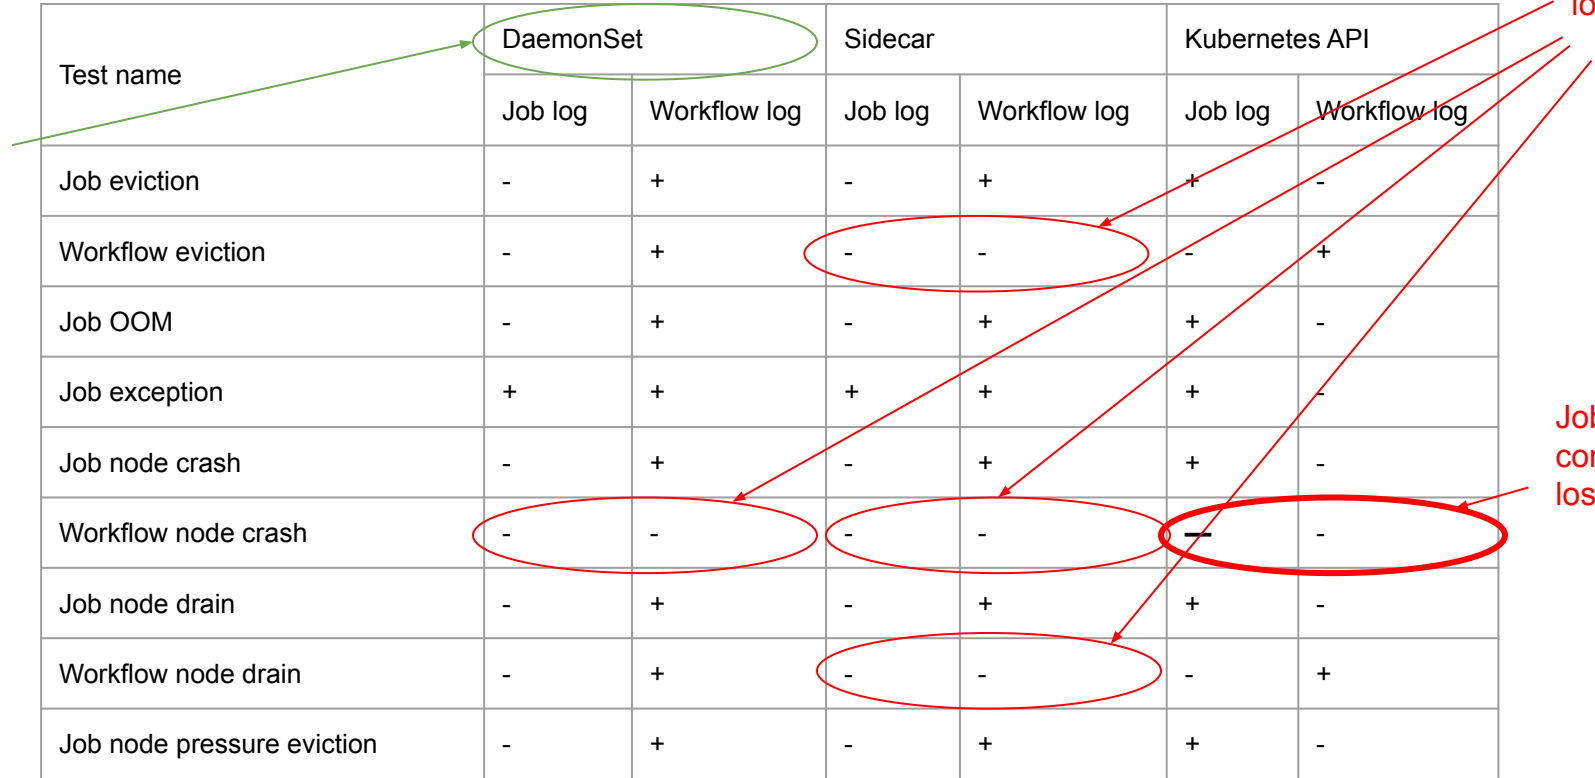 Test name DaemonSet Sidecar Kubernetes API
Job log Workflow log Job log Workflow log Job log Workflow log
Job eviction - + - + + -
Workflow eviction - + - - - +
Job OOM - + - + + -
Job exception + + + + + -
Job node crash - + - + + -
Workflow node crash - - - - — -
Job node drain - + - + + -
Workflow node drain - + - - - +
Job node pressure eviction - + - + + -